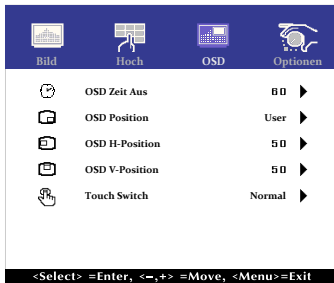 Bild Hoch OSD Optionen
OSD Zeit Aus 60
OSD Position User
OSD H-Position 50
OSD V-Position 50
Touch Switch Normal
<Select> =Enter, <–,+> =Move, <Menu>=Exit